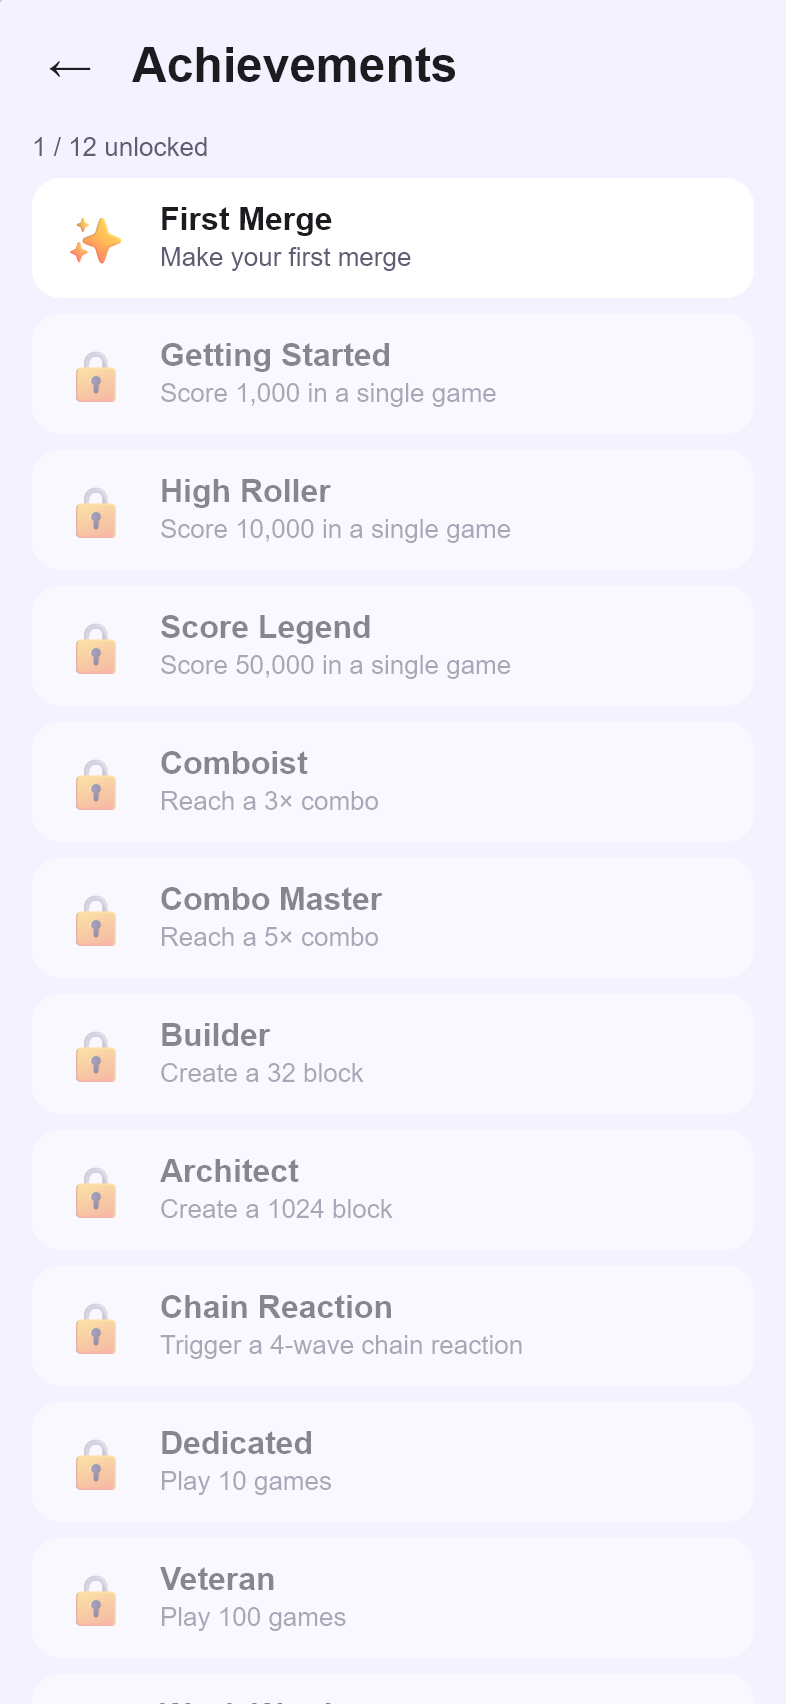 ← Achievements
1 / 12 unlocked
First Merge
Make your first merge
Getting Started
Score 1,000 in a single game
High Roller
Score 10,000 in a single game
Score Legend
Score 50,000 in a single game
Comboist
Reach a 3× combo
Combo Master
Reach a 5× combo
Builder
Create a 32 block
Architect
Create a 1024 block
Chain Reaction
Trigger a 4-wave chain reaction
Dedicated
Play 10 games
Veteran
Play 100 games